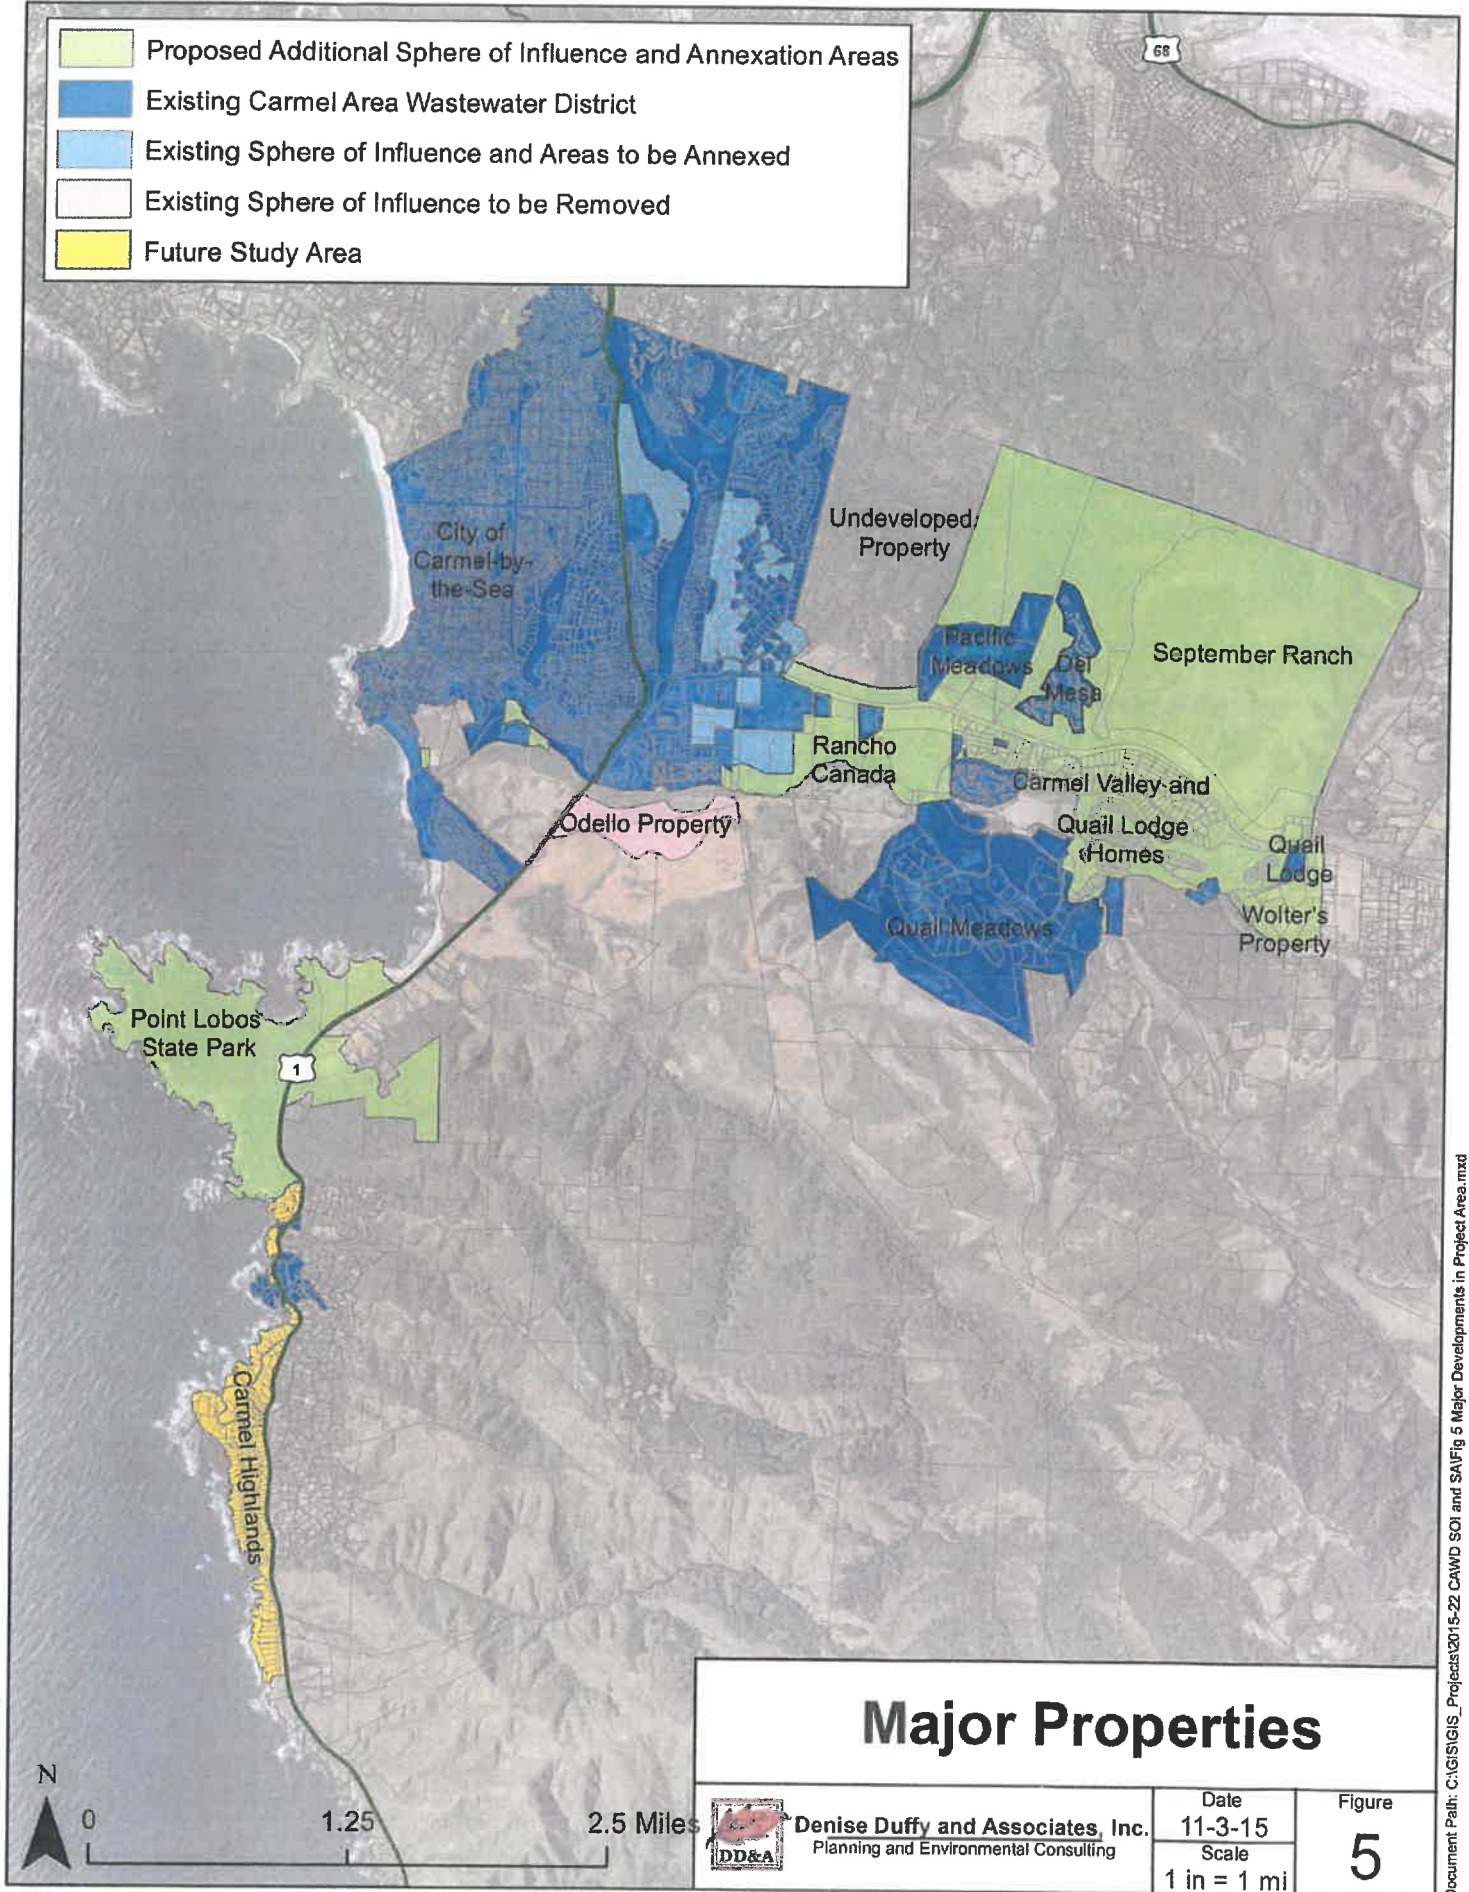 Proposed Additional Sphere of Influence and Annexation Areas
Existing Carmel Area Wastewater District
Existing Sphere of Influence and Areas to be Annexed
Existing Sphere of Influence to be Removed
Future Study Area
68
City of
Carmel-by-
the-Sea
Undeveloped
Property
Pacific
Meadows
Del
Mesa
September Ranch
Rancho
Canada
Carmel Valley and
Quail Lodge
Homes
Odello Property
Quail
Lodge
Quail Meadows
Wolter's
Property
Point Lobos
State Park
1
Carmel Highlands
Major Properties
N
0
1.25
2.5 Miles
DD&A
Denise Duffy and Associates, Inc.
Planning and Environmental Consulting
Date
11-3-15
Scale
1 in = 1 mi
Figure
5
Document Path: C:\GIS\GIS_Projects\2015-22 CAWD SOI and SA\Fig 5 Major Developments in Project Area.mxd